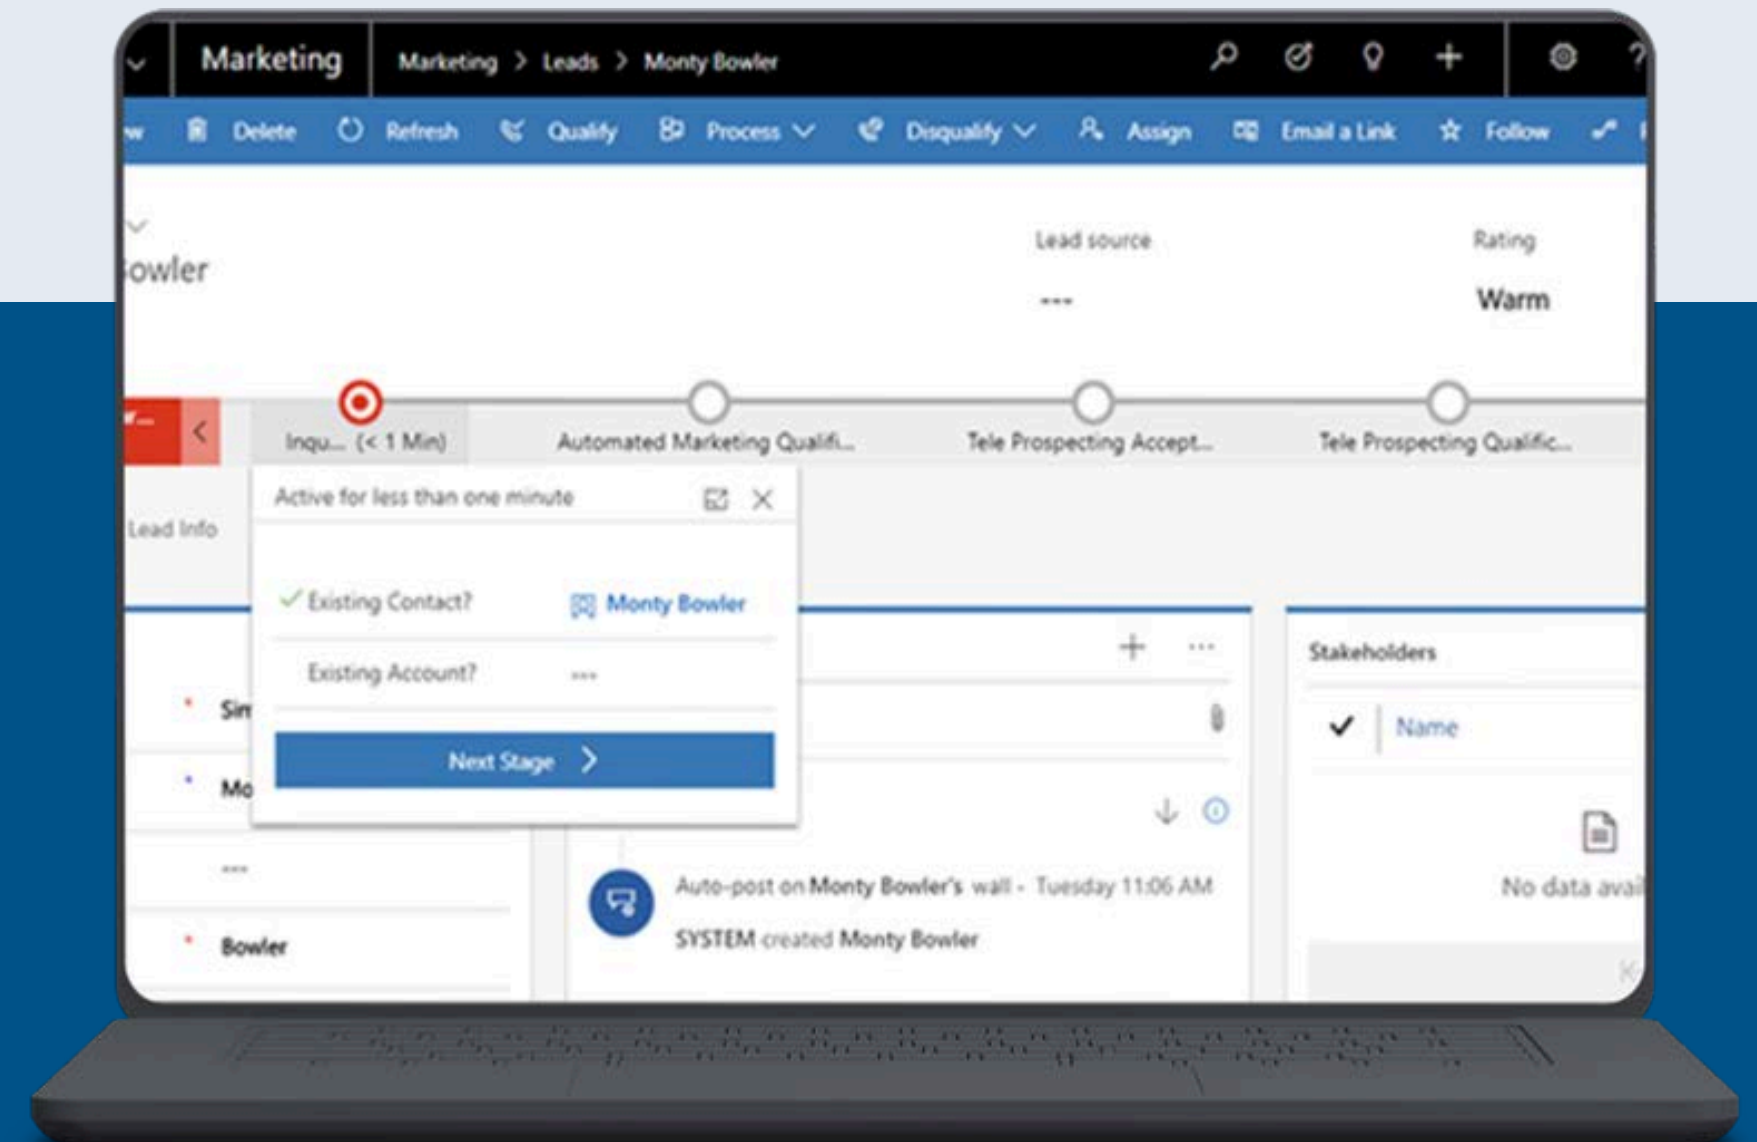 Marketing
Marketing > Leads > Monty Bowler
Delete Refresh Qualify Process Disqualify Assign Email a Link Follow
Lead source Rating
--- Warm
Inqu... (< 1 Min) Automated Marketing Qualifi... Tele Prospecting Accept... Tele Prospecting Qualific...
Active for less than one minute
Lead Info
Existing Contact? Monty Bowler
Existing Account? ---
Next Stage >
Stakeholders
Name
---
Auto-post on Monty Bowler's wall - Tuesday 11:06 AM
No data avail
SYSTEM created Monty Bowler
Bowler